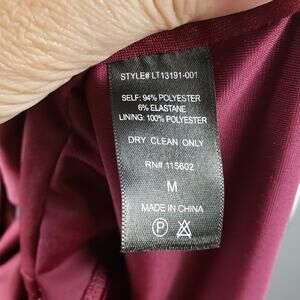 STYLE# LT13191-001
SELF: 94% POLYESTER
6% ELASTANE
LINING: 100% POLYESTER
DRY CLEAN ONLY
RN# 115602
M
MADE IN CHINA
P